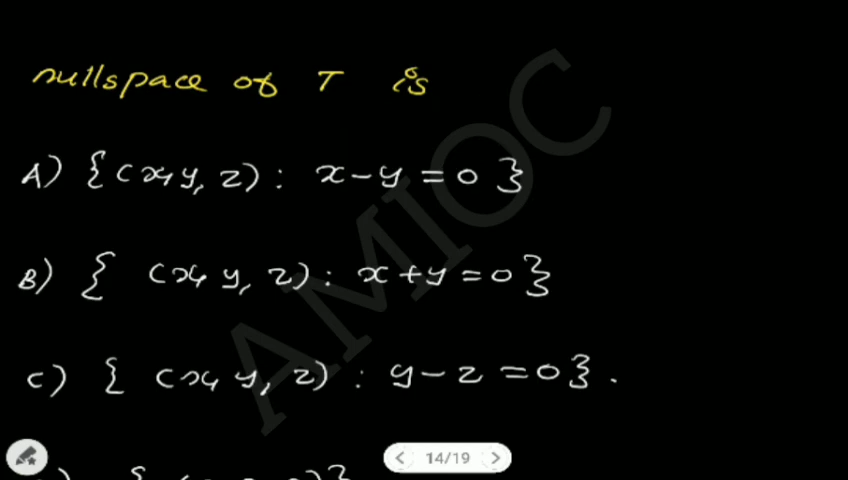 nullspace of T is
A) {(x, y, z) : x - y = 0 }
B) { (x, y, z) : x + y = 0 }
C) { (x, y, z) : y - z = 0 } .
AMIOC
14/19